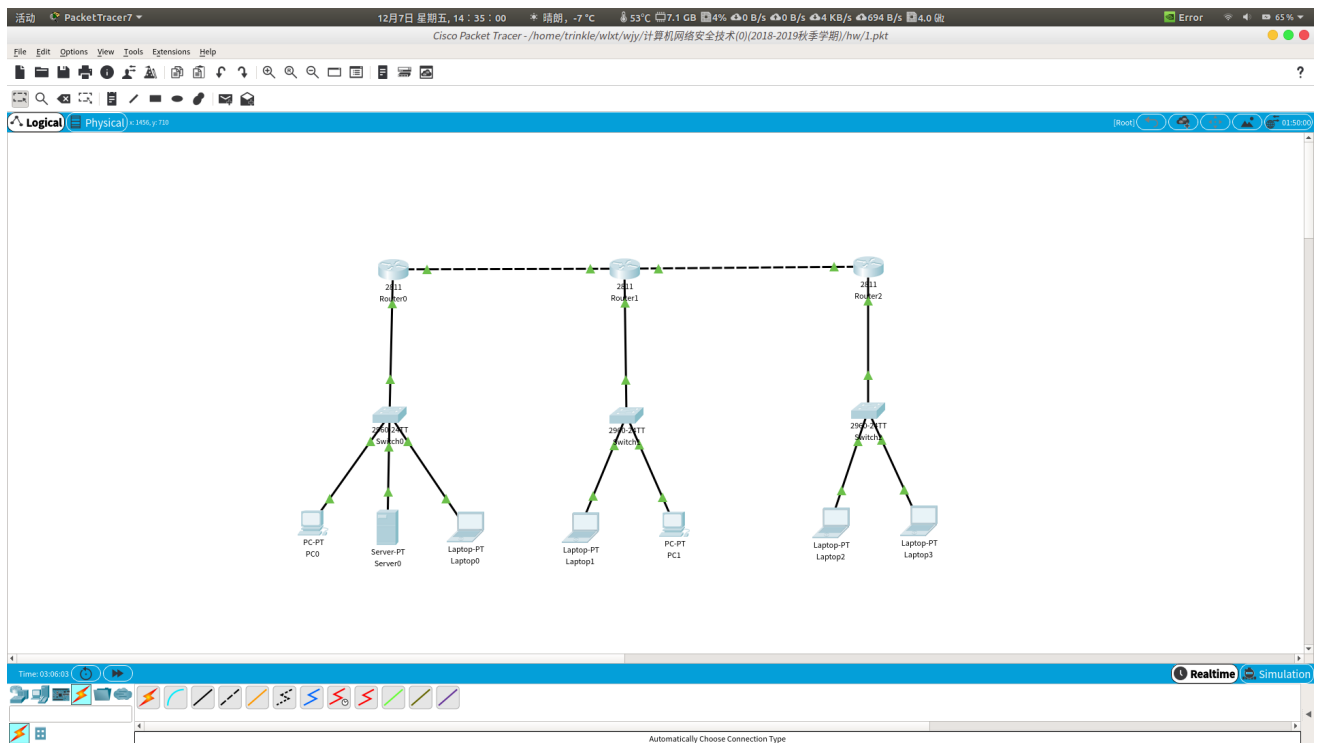 活动 PacketTracer7 12月7日 星期五, 14：35：00 晴朗, -7 °C 53°C 7.1 GB 4% 0 B/s 0 B/s 4 KB/s 694 B/s 4.0 Error 65 %
Cisco Packet Tracer - /home/trinkle/wlxt/wjy/计算机网络安全技术(0)(2018-2019秋季学期)/hw/1.pkt
File Edit Options View Tools Extensions Help
?
Logical Physical x: 1456, y: 710 [Root] 01:50:00
2811 2811 2811
Router0 Router1 Router2
2960-24TT 2960-24TT 2960-24TT
Switch0
PC-PT Server-PT Laptop-PT Laptop-PT PC-PT Laptop-PT Laptop-PT
PC0 Server0 Laptop0 Laptop1 PC1 Laptop2 Laptop3
Time: 03:06:03 Realtime Simulation
Automatically Choose Connection Type